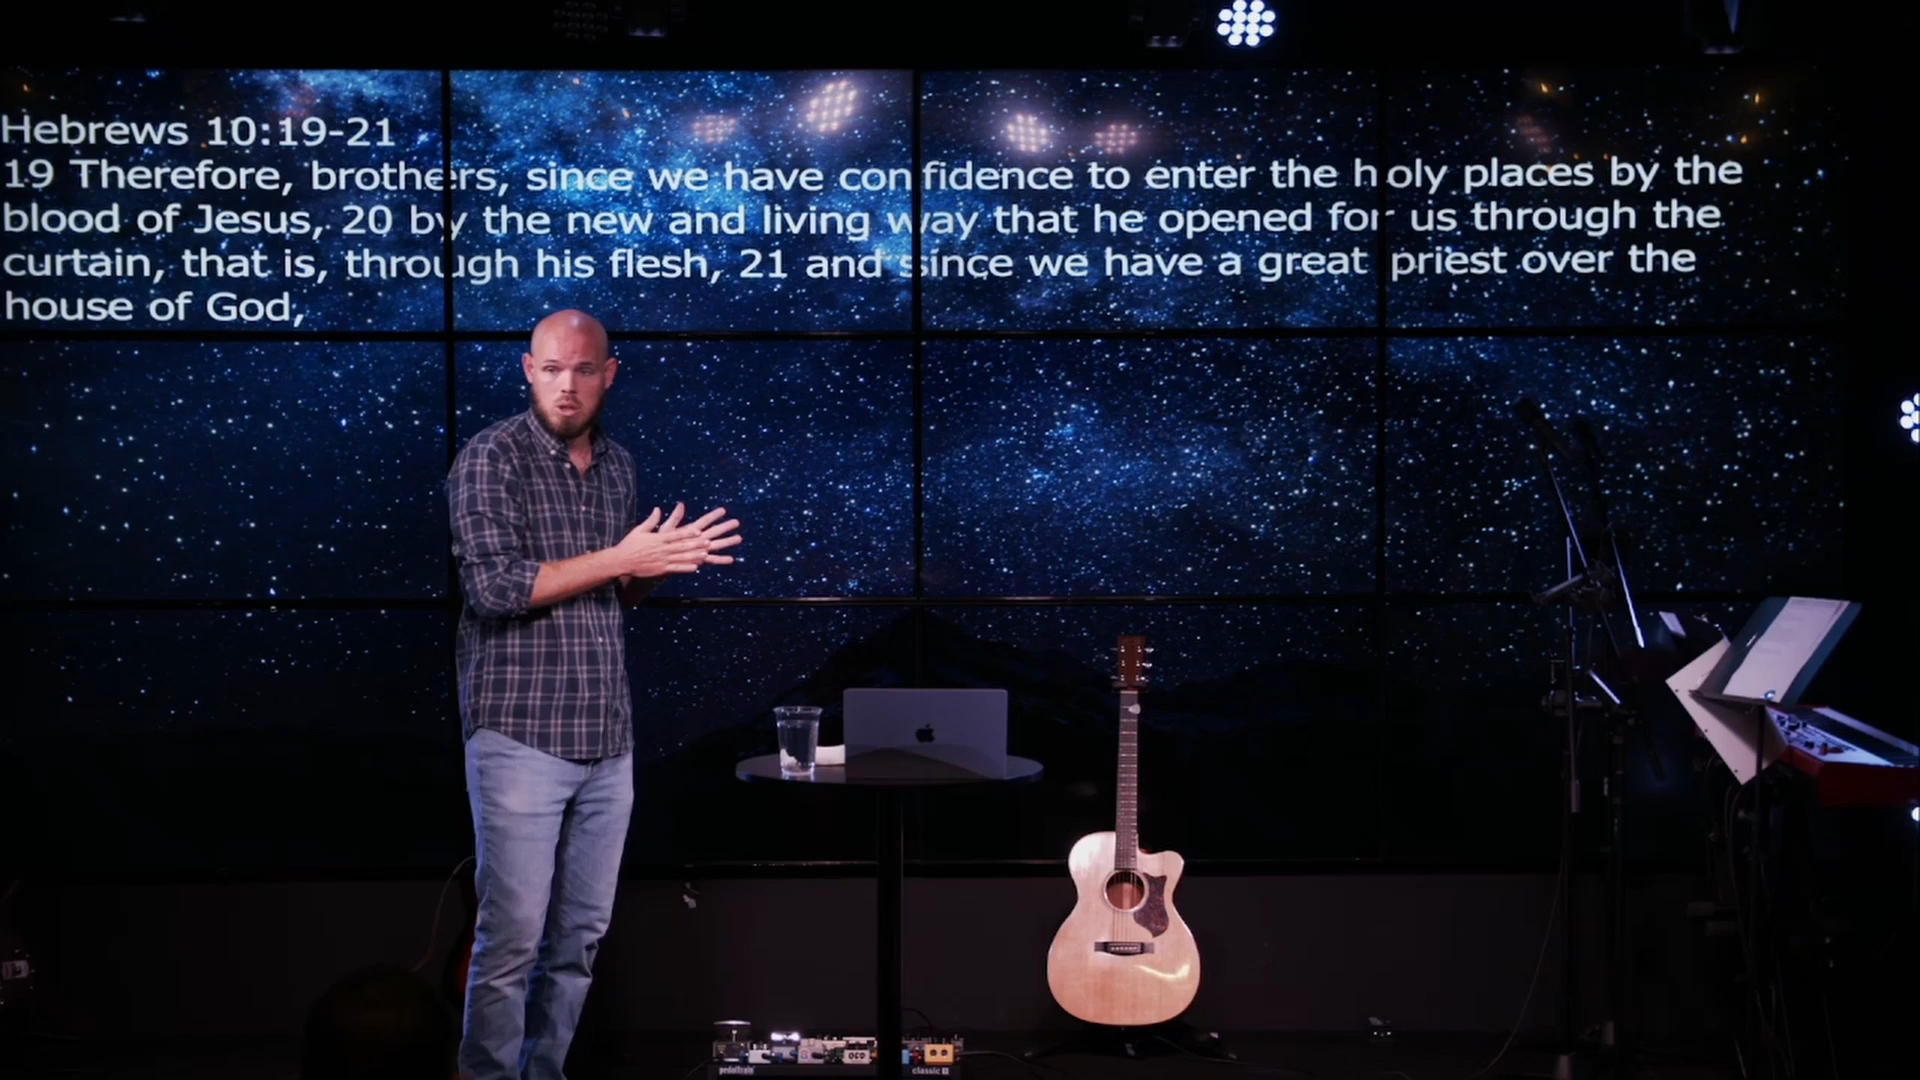 Hebrews 10:19-21
19 Therefore, brothers, since we have confidence to enter the holy places by the
blood of Jesus, 20 by the new and living way that he opened for us through the
curtain, that is, through his flesh, 21 and since we have a great priest over the
house of God,
pedaltrain
classic